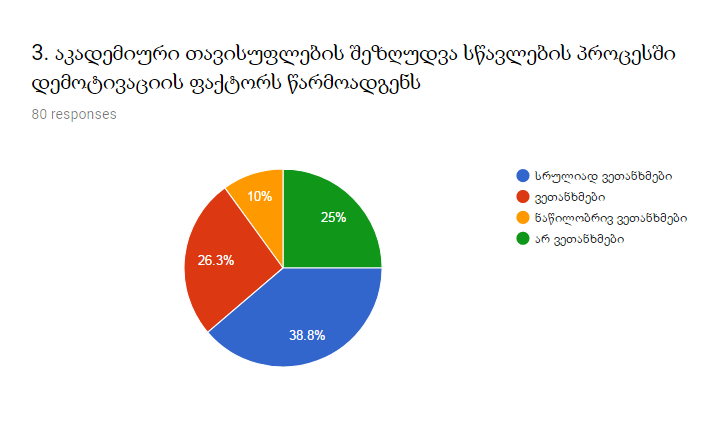 3. აკადემიური თავისუფლების შეზღუდვა სწავლების პროცესში
დემოტივაციის ფაქტორს წარმოადგენს
80 responses
სრულიად ვეთანხმები
ვეთანხმები
ნაწილობრივ ვეთანხმები
არ ვეთანხმები
10%
25%
26.3%
38.8%